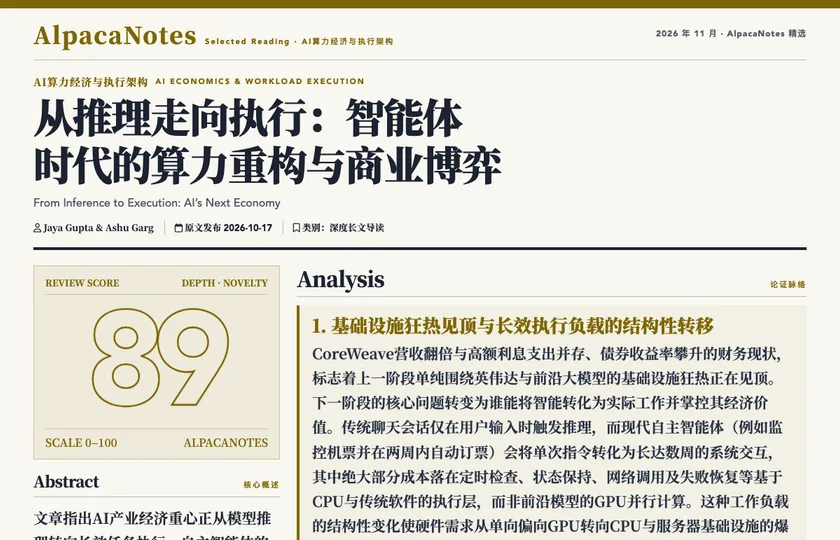 AlpacaNotes Selected Reading · AI算力经济与执行架构
2026 年 11 月 · AlpacaNotes 精选
AI算力经济与执行架构 AI ECONOMICS & WORKLOAD EXECUTION
从推理走向执行：智能体
时代的算力重构与商业博弈
From Inference to Execution: AI's Next Economy
Jaya Gupta & Ashu Garg 原文发布 2026-10-17 类别：深度长文导读
REVIEW SCORE DEPTH · NOVELTY
89
SCALE 0–100 ALPACANOTES
Abstract 核心概述
文章指出AI产业经济重心正从模型推
Analysis 论证脉络
1. 基础设施狂热见顶与长效执行负载的结构性转移
CoreWeave营收翻倍与高额利息支出并存、债券收益率攀升的财务现状，
标志着上一阶段单纯围绕英伟达与前沿大模型的基础设施狂热正在见顶。
下一阶段的核心问题转变为谁能将智能转化为实际工作并掌控其经济价
值。传统聊天会话仅在用户输入时触发推理，而现代自主智能体（例如监
控机票并在两周内自动订票）会将单次指令转化为长达数周的系统交互，
其中绝大部分成本落在定时检查、状态保持、网络调用及失败恢复等基于
CPU与传统软件的执行层，而非前沿模型的GPU并行计算。这种工作负载
的结构性变化使硬件需求从单向偏向GPU转向CPU与服务器基础设施的爆